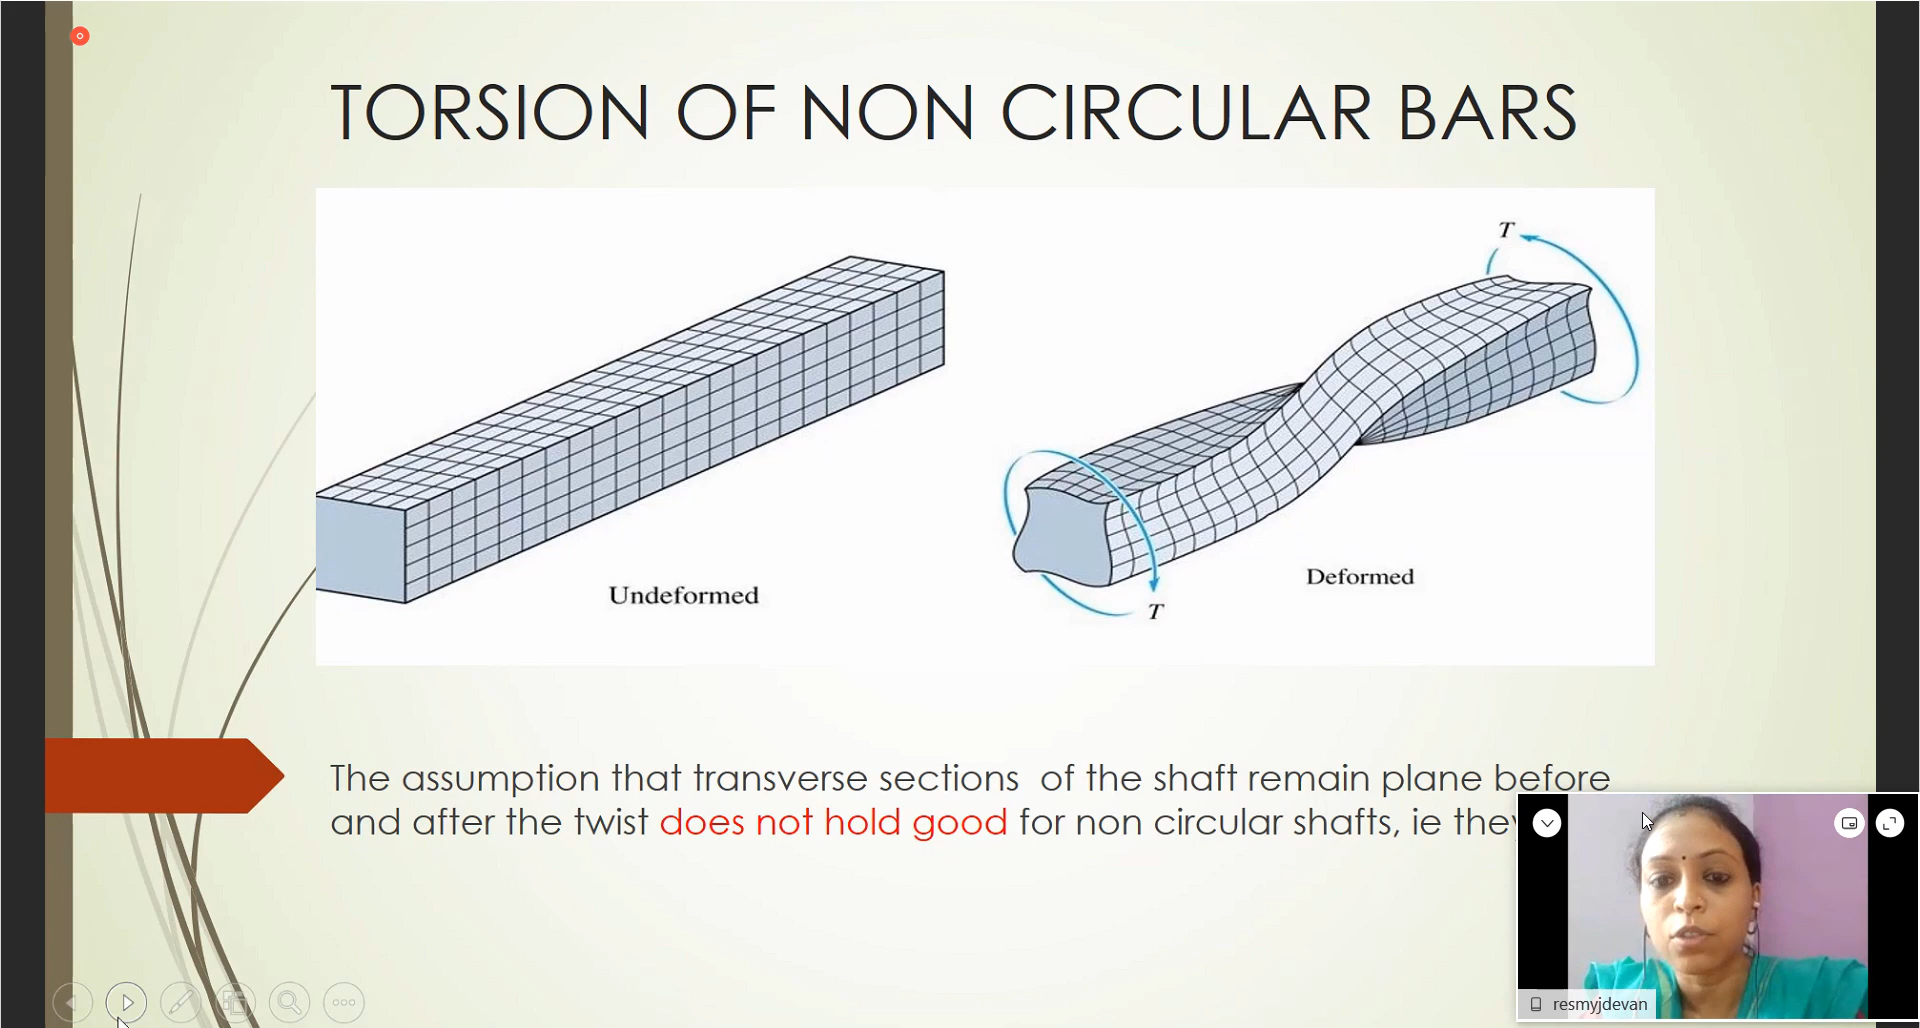 TORSION OF NON CIRCULAR BARS
T
Undeformed
Deformed
T
The assumption that transverse sections of the shaft remain plane before
and after the twist does not hold good for non circular shafts, ie they
resmyjdevan